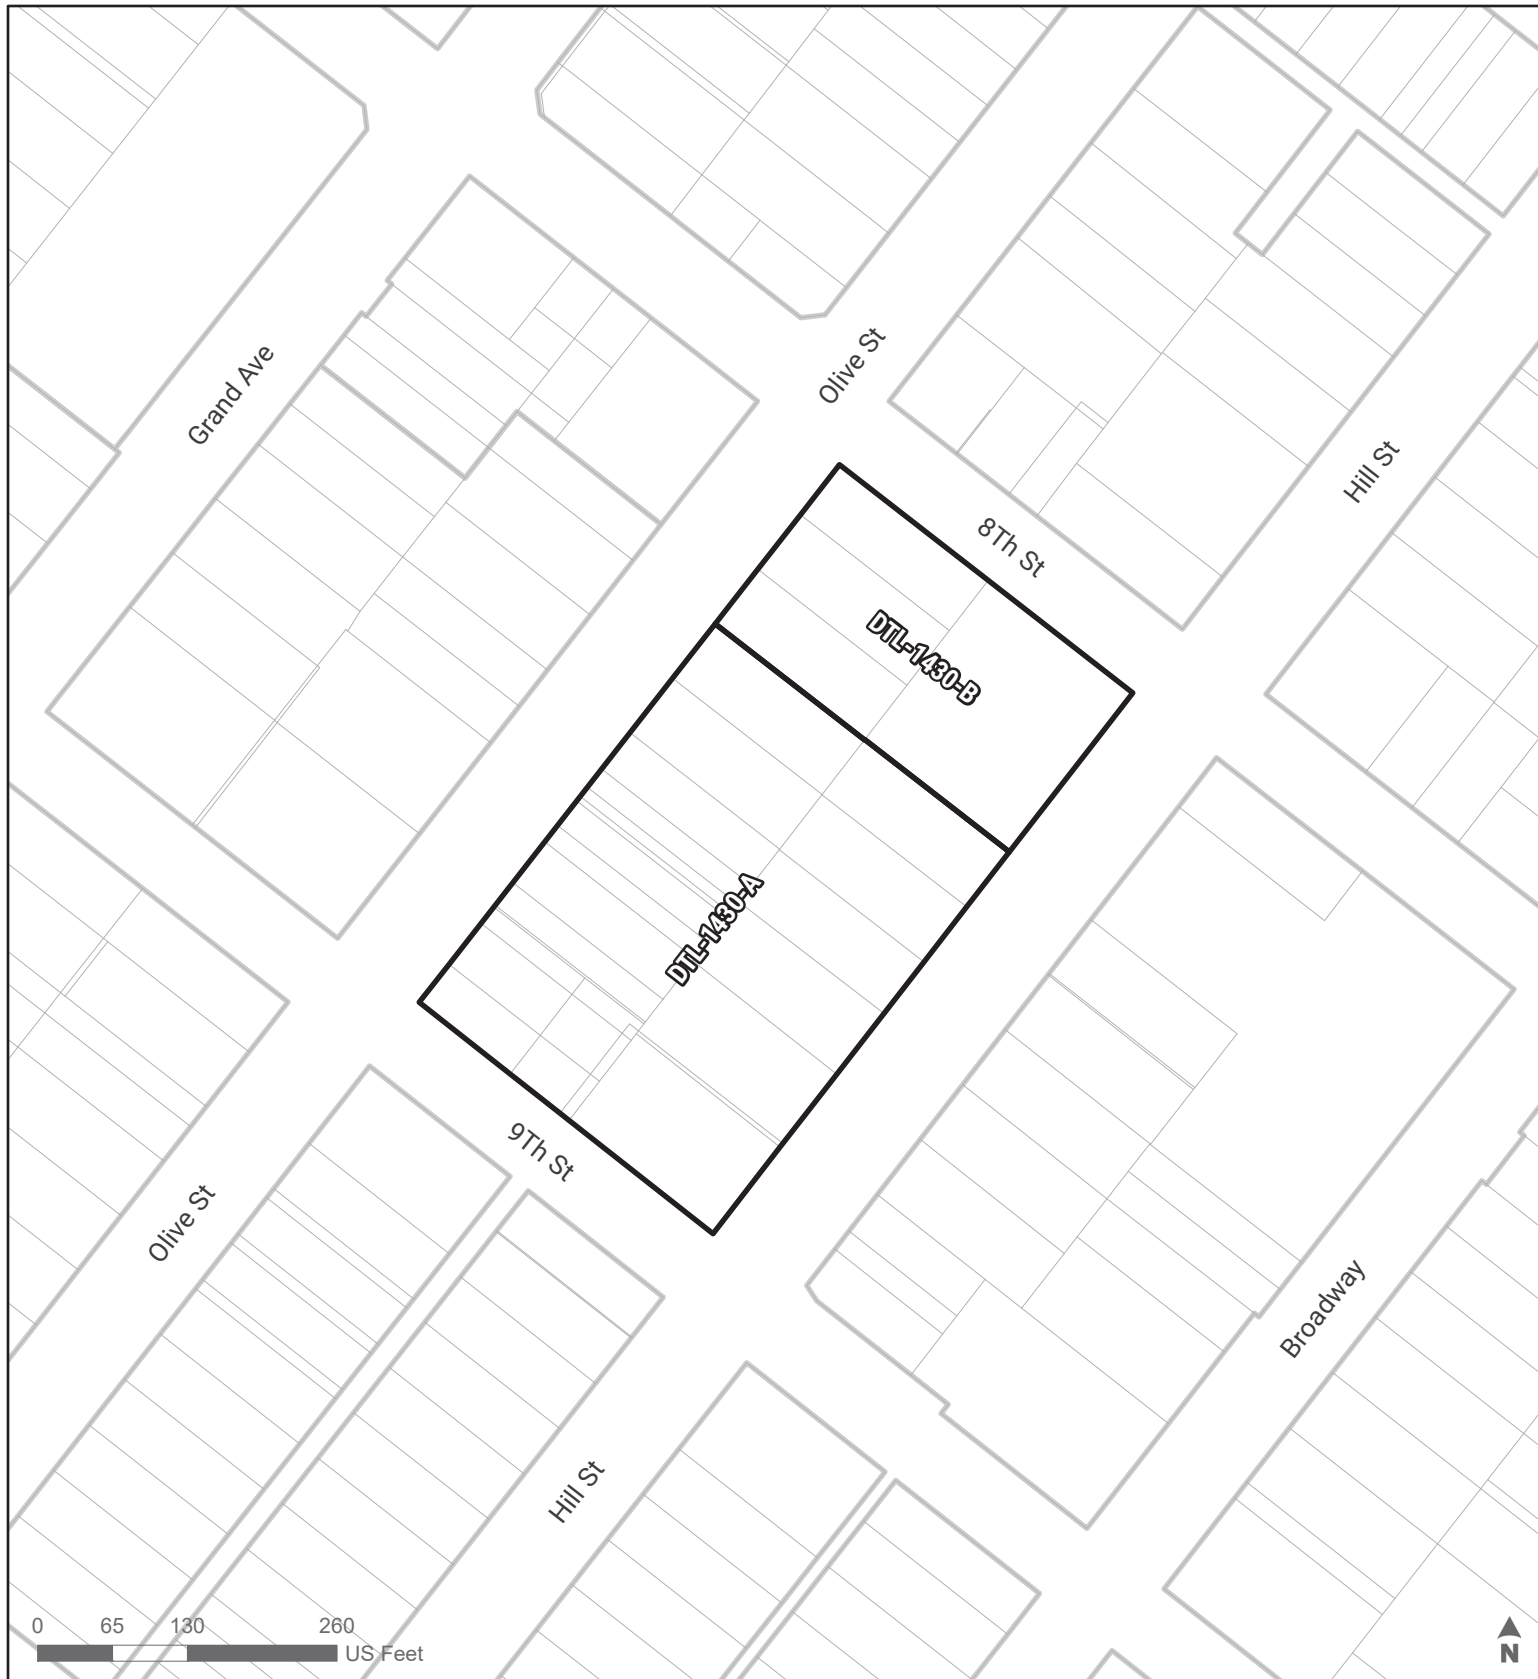 Olive St
Grand Ave
Hill St
8Th St
DTL-1430-B
DTL-1430-A
9Th St
Olive St
Broadway
Hill St
0 65 130 260
US Feet
N